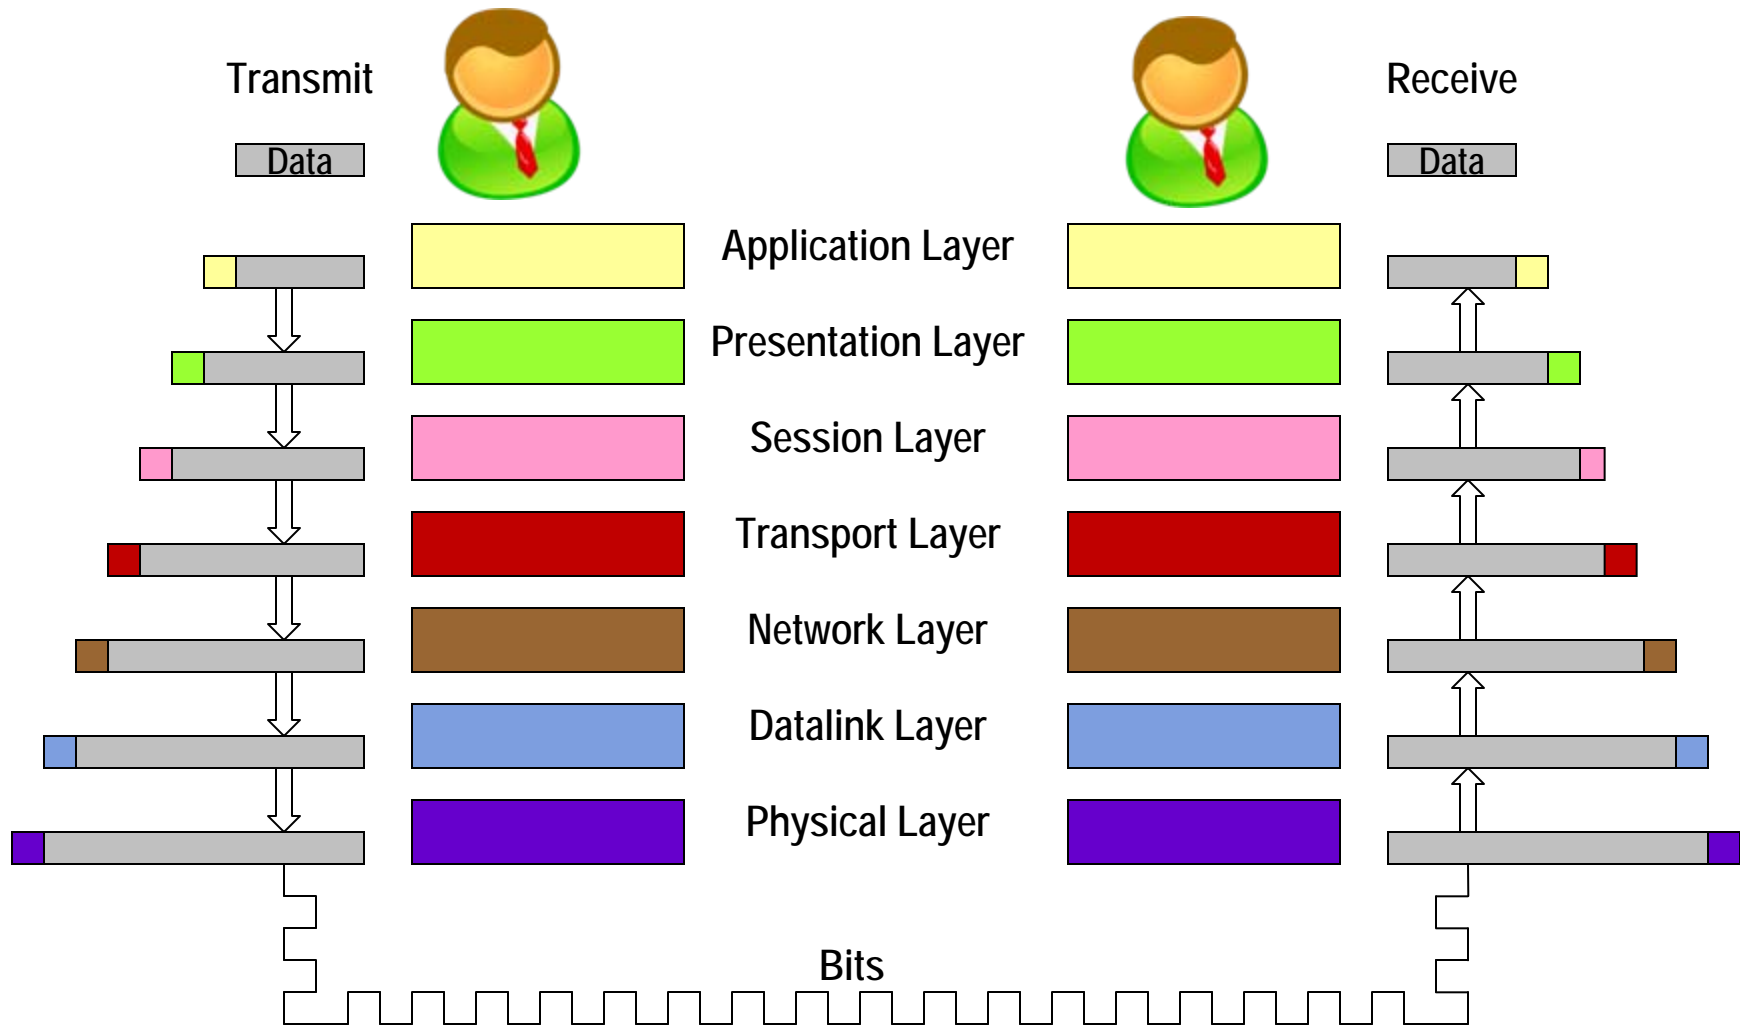 Transmit
Receive
Data
Data
Application Layer
Presentation Layer
Session Layer
Transport Layer
Network Layer
Datalink Layer
Physical Layer
Bits